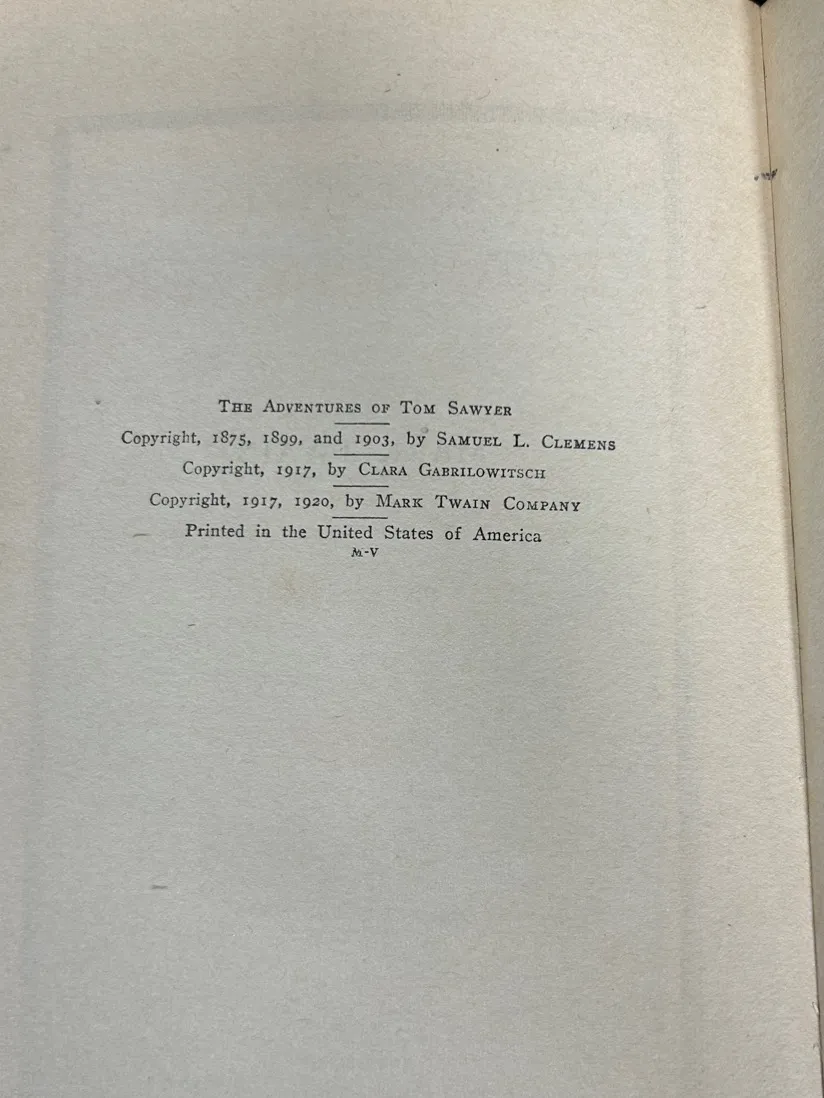 The Adventures of Tom Sawyer
Copyright, 1875, 1899, and 1903, by Samuel L. Clemens
Copyright, 1917, by Clara Gabrilowitsch
Copyright, 1917, 1920, by Mark Twain Company
Printed in the United States of America
M-V